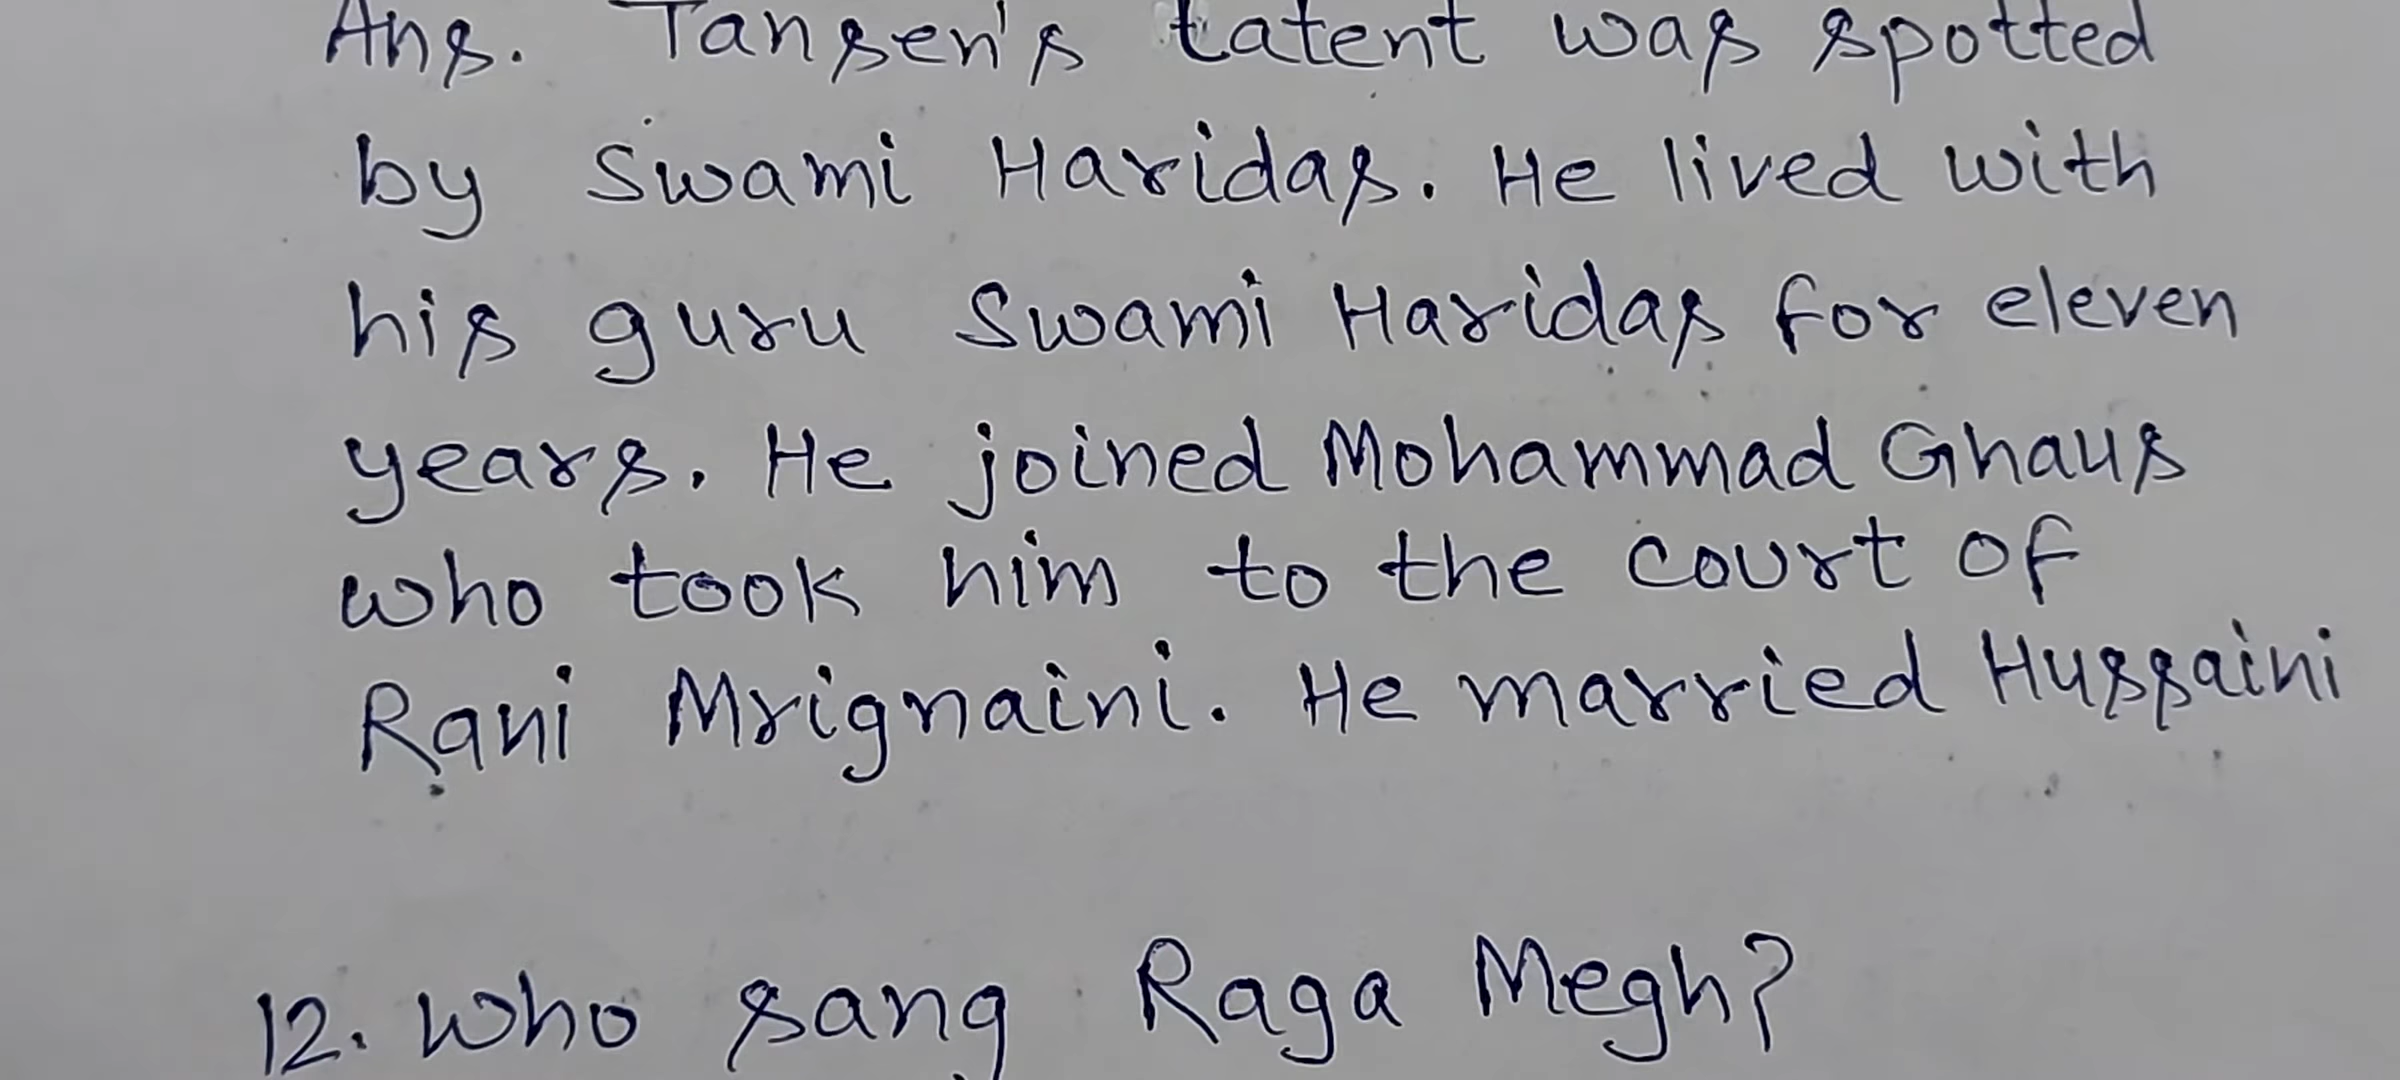 Ans. Tansen's tatent was spotted
by Swami Haridas. He lived with
his guru Swami Haridas for eleven
years. He joined Mohammad Ghaus
who took him to the court of
Rani Mrignaini. He married Hussaini
12. Who sang Raga Megh?